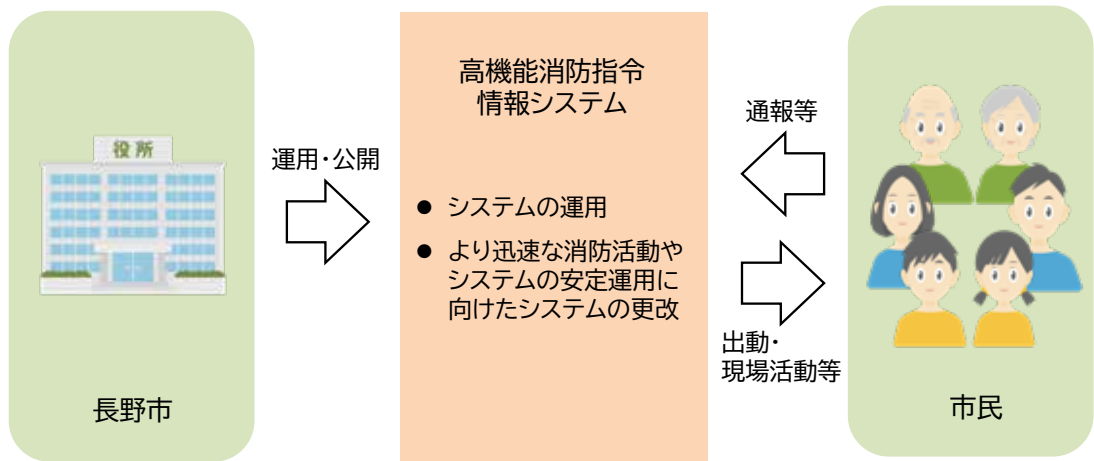 役所
長野市
運用・公開
高機能消防指令
情報システム
● システムの運用
● より迅速な消防活動や
システムの安定運用に
向けたシステムの更改
通報等
出動・
現場活動等
市民